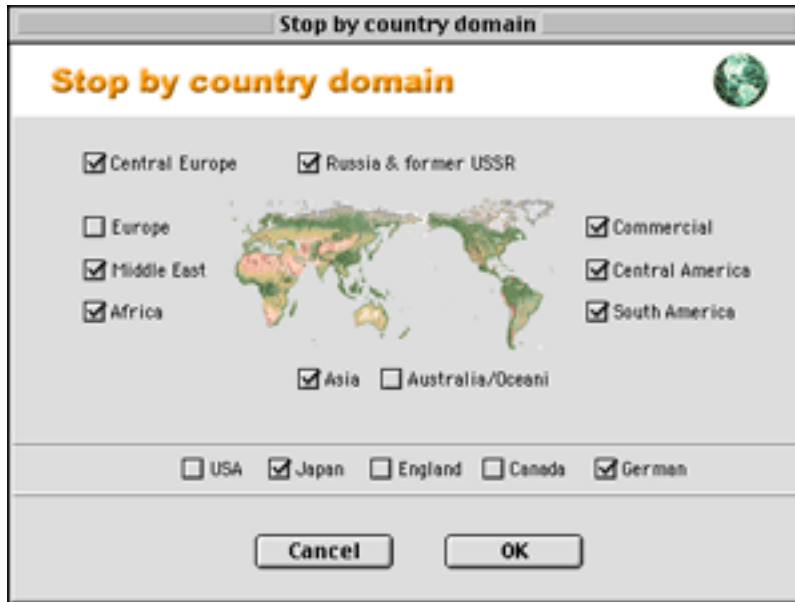 Stop by country domain
Stop by country domain
Central Europe Russia & former USSR
Europe Commercial
Middle East Central America
Africa South America
Asia Australia/Oceani
USA Japan England Canada German
Cancel OK